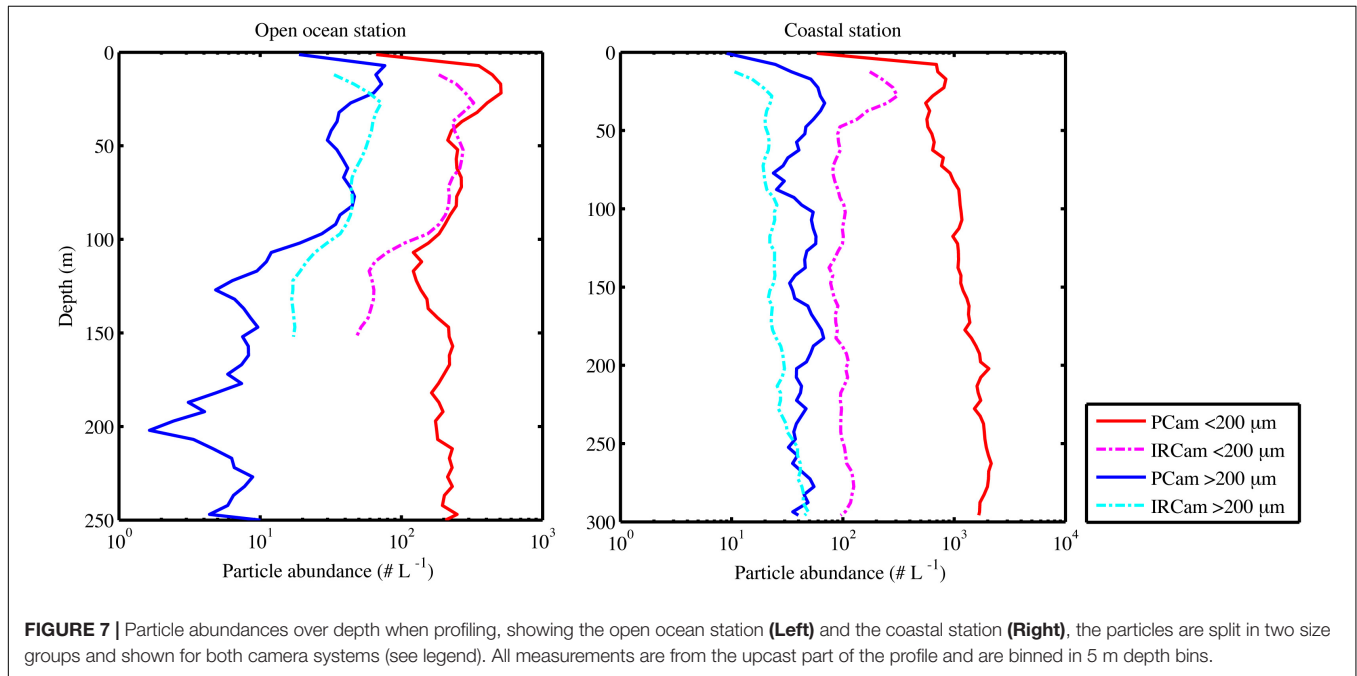 Open ocean station
0
50
100
150
200
250
Depth (m)
10^0
10^1
10^2
10^3
Particle abundance (# L^-1)
Coastal station
0
50
100
150
200
250
300
10^0
10^1
10^2
10^3
10^4
Particle abundance (# L^-1)
PCam <200 µm
IRCam <200 µm
PCam >200 µm
IRCam >200 µm
FIGURE 7 | Particle abundances over depth when profiling, showing the open ocean station (Left) and the coastal station (Right), the particles are split in two size
groups and shown for both camera systems (see legend). All measurements are from the upcast part of the profile and are binned in 5 m depth bins.